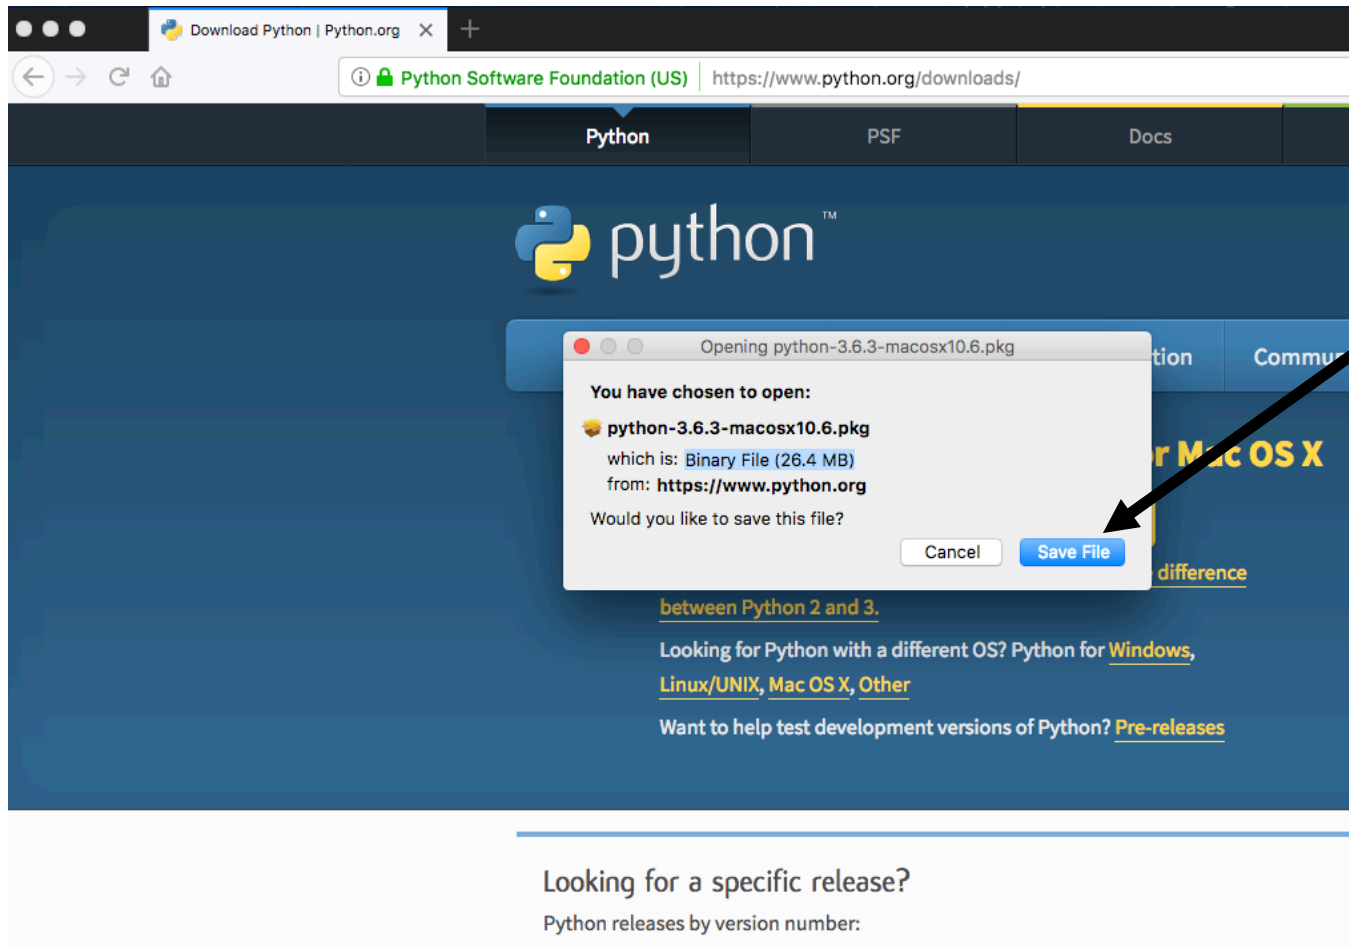 Download Python | Python.org
Python Software Foundation (US) https://www.python.org/downloads/
Python PSF Docs
python™
Opening python-3.6.3-macosx10.6.pkg
You have chosen to open:
python-3.6.3-macosx10.6.pkg
which is: Binary File (26.4 MB)
from: https://www.python.org
Would you like to save this file?
Cancel Save File
tion Commun
r Mac OS X
difference
between Python 2 and 3.
Looking for Python with a different OS? Python for Windows,
Linux/UNIX, Mac OS X, Other
Want to help test development versions of Python? Pre-releases
Looking for a specific release?
Python releases by version number: